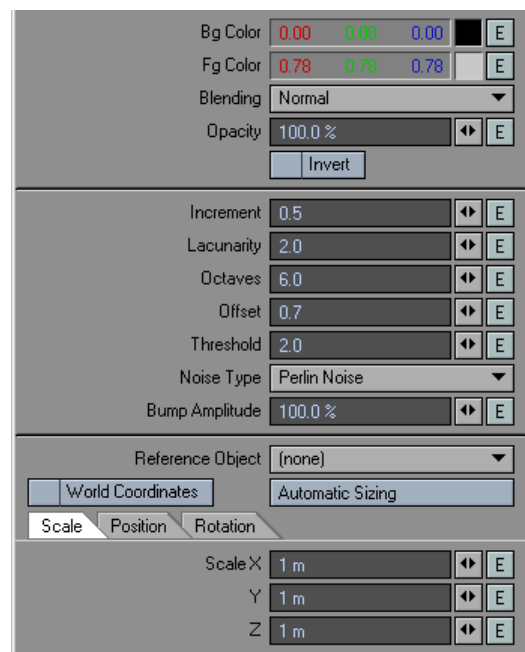 Bg Color 0.00 0.00 0.00 E
Fg Color 0.78 0.78 0.78 E
Blending Normal
Opacity 100.0 % E
Invert
Increment 0.5 E
Lacunarity 2.0 E
Octaves 6.0 E
Offset 0.7 E
Threshold 2.0 E
Noise Type Perlin Noise
Bump Amplitude 100.0 % E
Reference Object (none)
World Coordinates Automatic Sizing
Scale Position Rotation
Scale X 1 m E
Y 1 m E
Z 1 m E